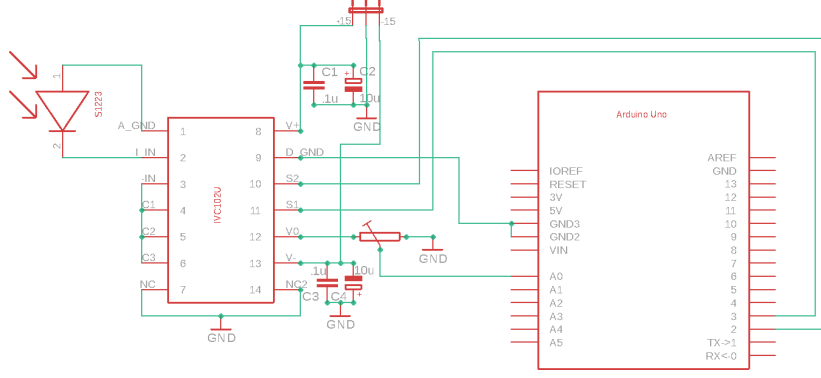 +15 -15
C1 C2
.1u 10u
GND
1
S1223
2
A_GND 1 8 V+
I_IN 2 9 D_GND
-IN 3 10 S2
C1 4 11 S1
C2 5 12 V0
C3 6 13 V-
NC 7 14 NC2
IVC102U
GND
.1u 10u
C3 C4
GND
GND
Arduino Uno
IOREF
RESET
3V
5V
GND3
GND2
VIN
A0
A1
A2
A3
A4
A5
AREF
GND
13
12
11
10
9
8
7
6
5
4
3
2
TX->1
RX<-0